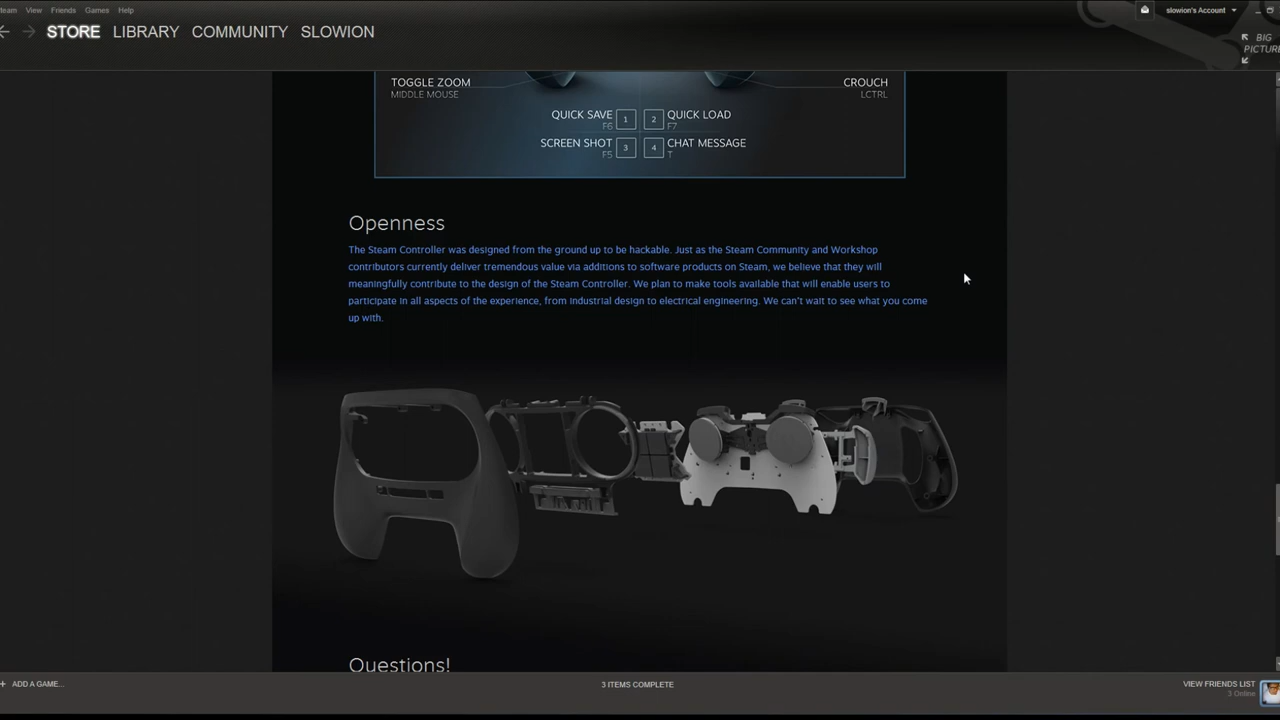 View Friends Games Help
slowion's Account
STORE LIBRARY COMMUNITY SLOWION
BIG
TOGGLE ZOOM
MIDDLE MOUSE
CROUCH
LCTRL
QUICK SAVE 1 2 QUICK LOAD
F6 F7
SCREEN SHOT 3 4 CHAT MESSAGE
F5 T
Openness
The Steam Controller was designed from the ground up to be hackable. Just as the Steam Community and Workshop
contributors currently deliver tremendous value via additions to software products on Steam, we believe that they will
meaningfully contribute to the design of the Steam Controller. We plan to make tools available that will enable users to
participate in all aspects of the experience, from industrial design to electrical engineering. We can't wait to see what you come
up with.
Questions!
+ ADD A GAME...
3 ITEMS COMPLETE
VIEW FRIENDS LIST
3 Online